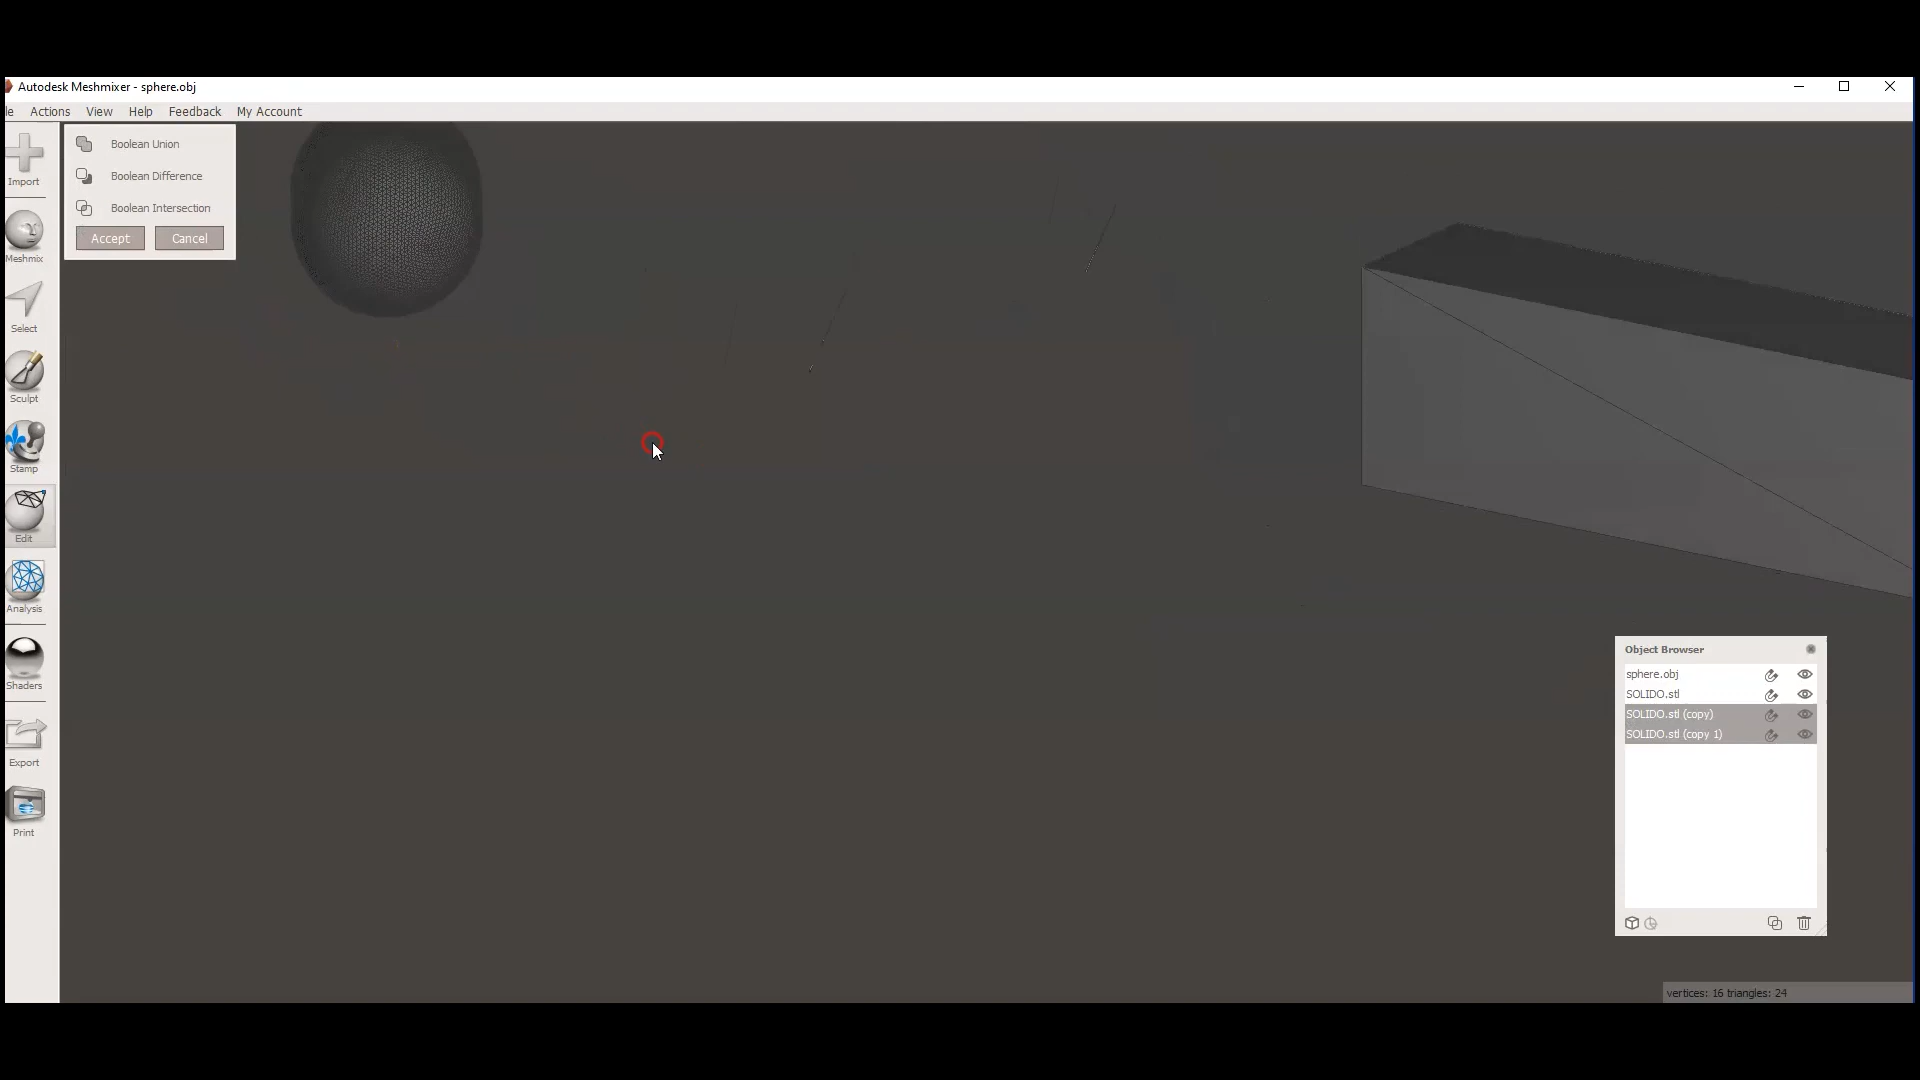 Autodesk Meshmixer - sphere.obj
le Actions View Help Feedback My Account
Import
Meshmix
Select
Sculpt
Stamp
Edit
Analysis
Shaders
Export
Print
Boolean Union
Boolean Difference
Boolean Intersection
Accept Cancel
Object Browser
sphere.obj
SOLIDO.stl
SOLIDO.stl (copy)
SOLIDO.stl (copy 1)
vertices: 16 triangles: 24